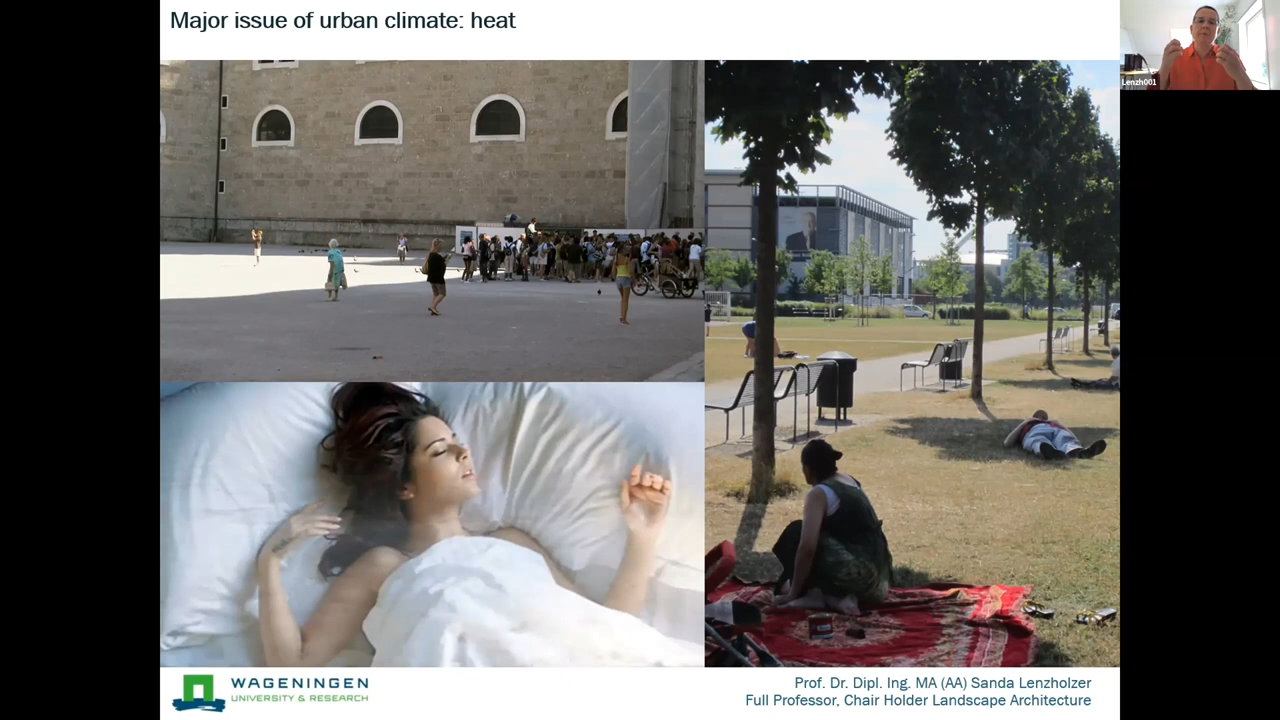 Major issue of urban climate: heat
Lenzh001
WAGENINGEN
UNIVERSITY & RESEARCH
Prof. Dr. Dipl. Ing. MA (AA) Sanda Lenzholzer
Full Professor, Chair Holder Landscape Architecture